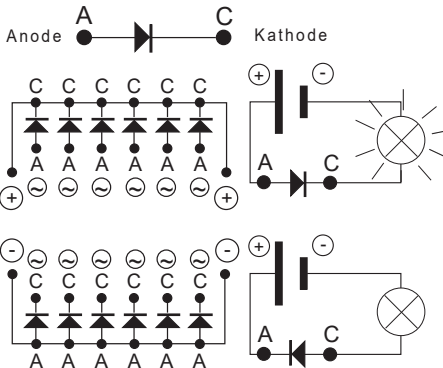 A C
Anode Kathode
C C C C C C
A A A A A A
+ ~ ~ ~ ~ ~ ~ +
+ -
A C
- ~ ~ ~ ~ ~ ~ -
C C C C C C
A A A A A A
+ -
A C